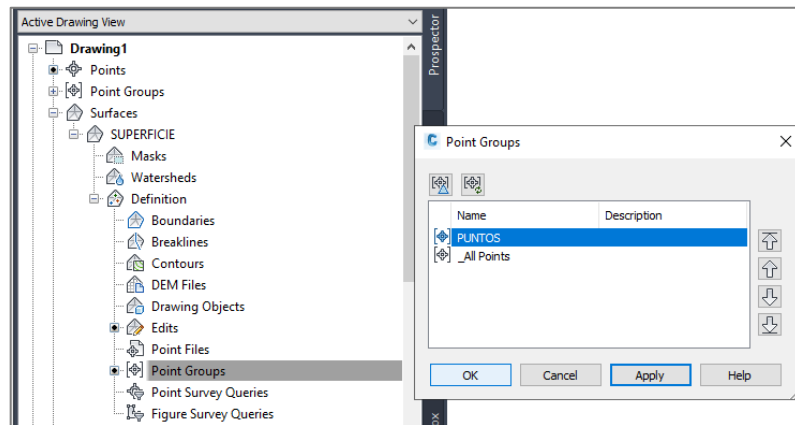 Active Drawing View
Drawing1
Points
Point Groups
Surfaces
SUPERFICIE
Masks
Watersheds
Definition
Boundaries
Breaklines
Contours
DEM Files
Drawing Objects
Edits
Point Files
Point Groups
Point Survey Queries
Figure Survey Queries
Prospector
Point Groups
Name Description
PUNTOS
_All Points
OK Cancel Apply Help